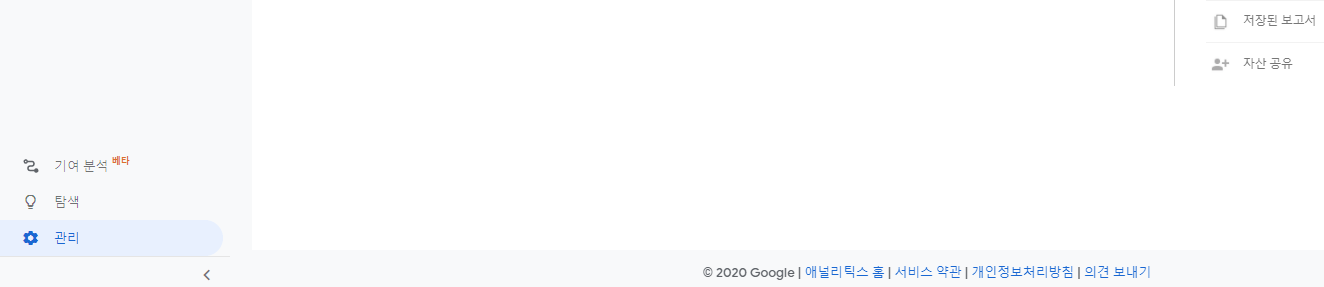 저장된 보고서
자산 공유
기여 분석 베타
탐색
관리
© 2020 Google | 애널리틱스 홈 | 서비스 약관 | 개인정보처리방침 | 의견 보내기